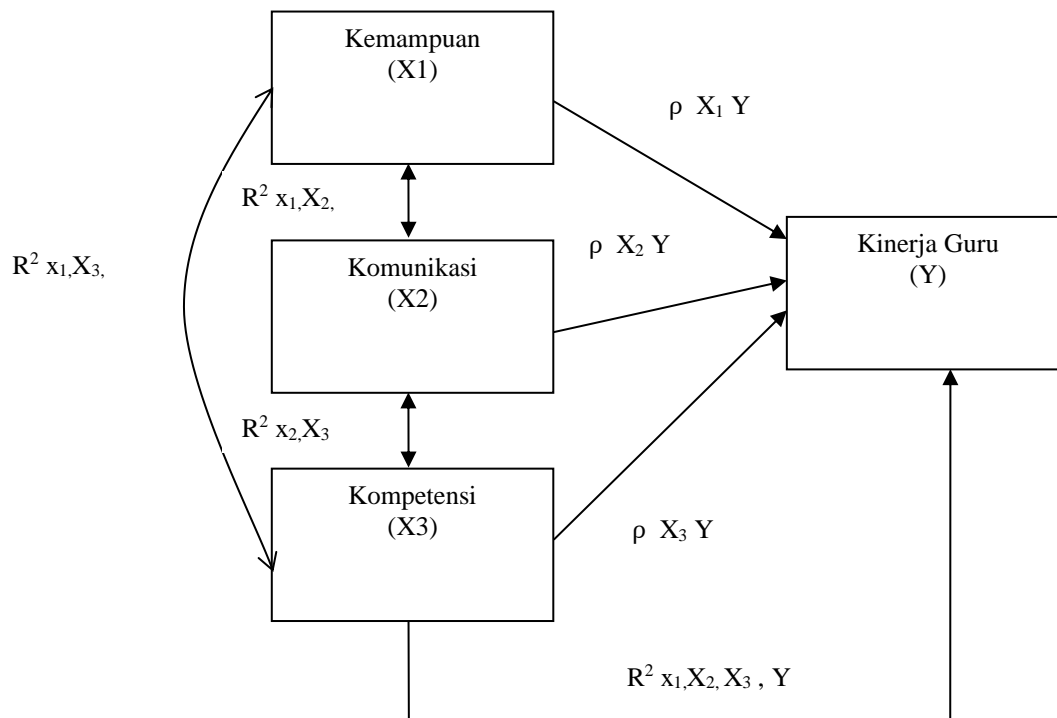 Kemampuan
(X1)
ρ X₁ Y
R² x₁,X₂,
Kinerja Guru
(Y)
R² x₁,X₃,
Komunikasi
(X2)
ρ X₂ Y
R² x₂,X₃
Kompetensi
(X3)
ρ X₃ Y
R² x₁,X₂, X₃ , Y